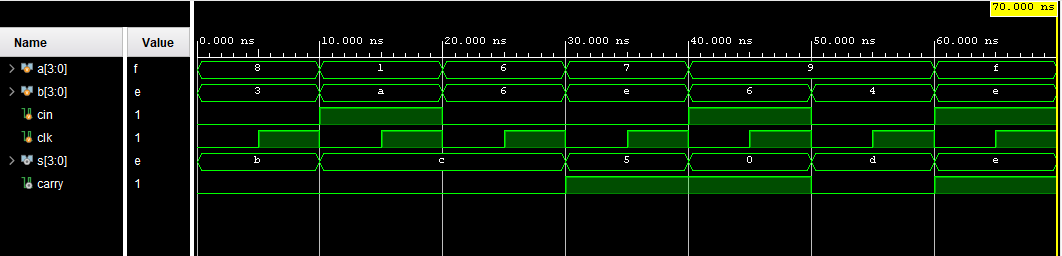 70.000 ns
Name Value 0.000 ns 10.000 ns 20.000 ns 30.000 ns 40.000 ns 50.000 ns 60.000 ns
a[3:0] f 8 1 6 7 9 f
b[3:0] e 3 a 6 e 6 4 e
cin 1
clk 1
s[3:0] e b c 5 0 d e
carry 1